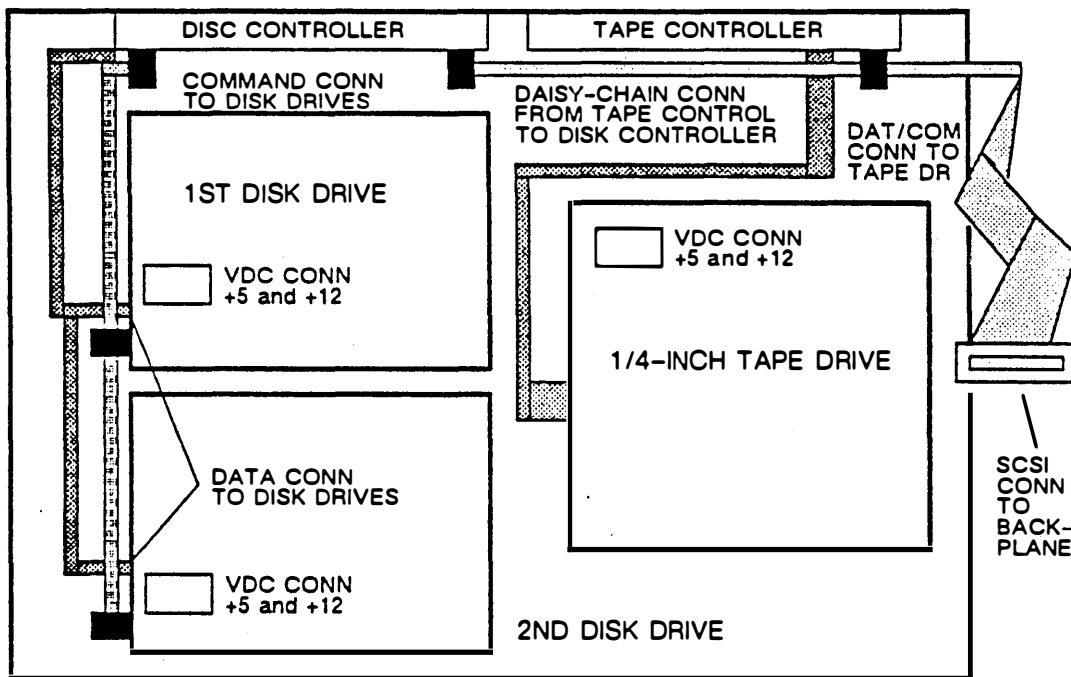 DISC CONTROLLER
TAPE CONTROLLER
COMMAND CONN
TO DISK DRIVES
DAISY-CHAIN CONN
FROM TAPE CONTROL
TO DISK CONTROLLER
DAT/COM
CONN TO
TAPE DR
1ST DISK DRIVE
VDC CONN
+5 and +12
VDC CONN
+5 and +12
1/4-INCH TAPE DRIVE
DATA CONN
TO DISK DRIVES
SCSI
CONN
TO
BACK-
PLANE
VDC CONN
+5 and +12
2ND DISK DRIVE